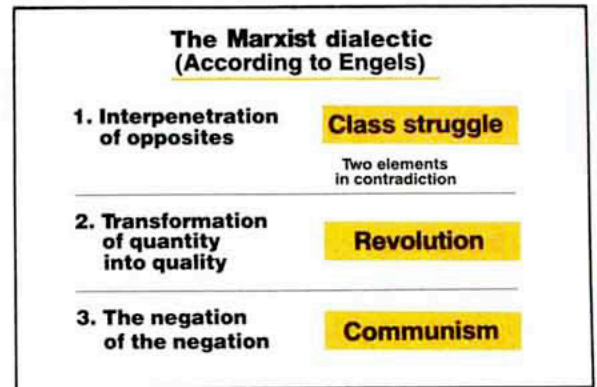 The Marxist dialectic
(According to Engels)
1. Interpenetration
of opposites
Class struggle
Two elements
in contradiction
2. Transformation
of quantity
into quality
Revolution
3. The negation
of the negation
Communism